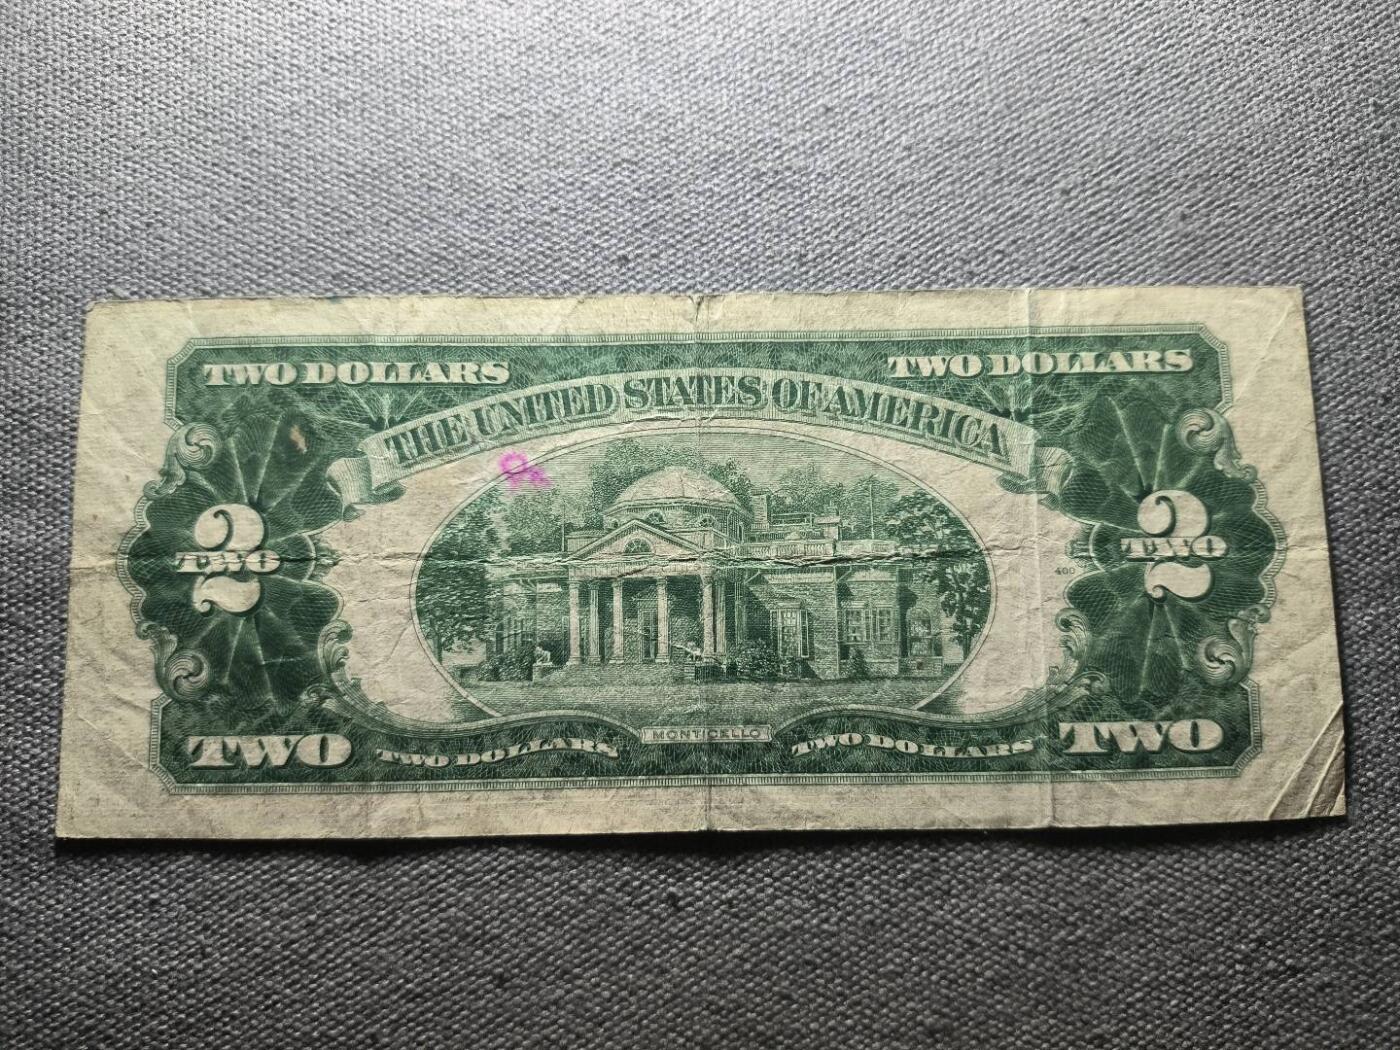 TWO DOLLARS TWO DOLLARS
THE UNITED STATES OF AMERICA
2 2
TWO TWO
400
TWO TWO DOLLARS MONTICELLO TWO DOLLARS TWO